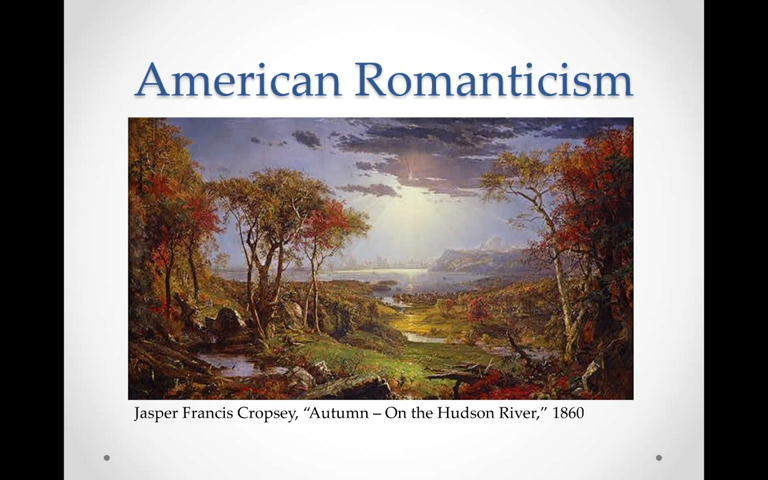 American Romanticism
Jasper Francis Cropsey, “Autumn – On the Hudson River,” 1860